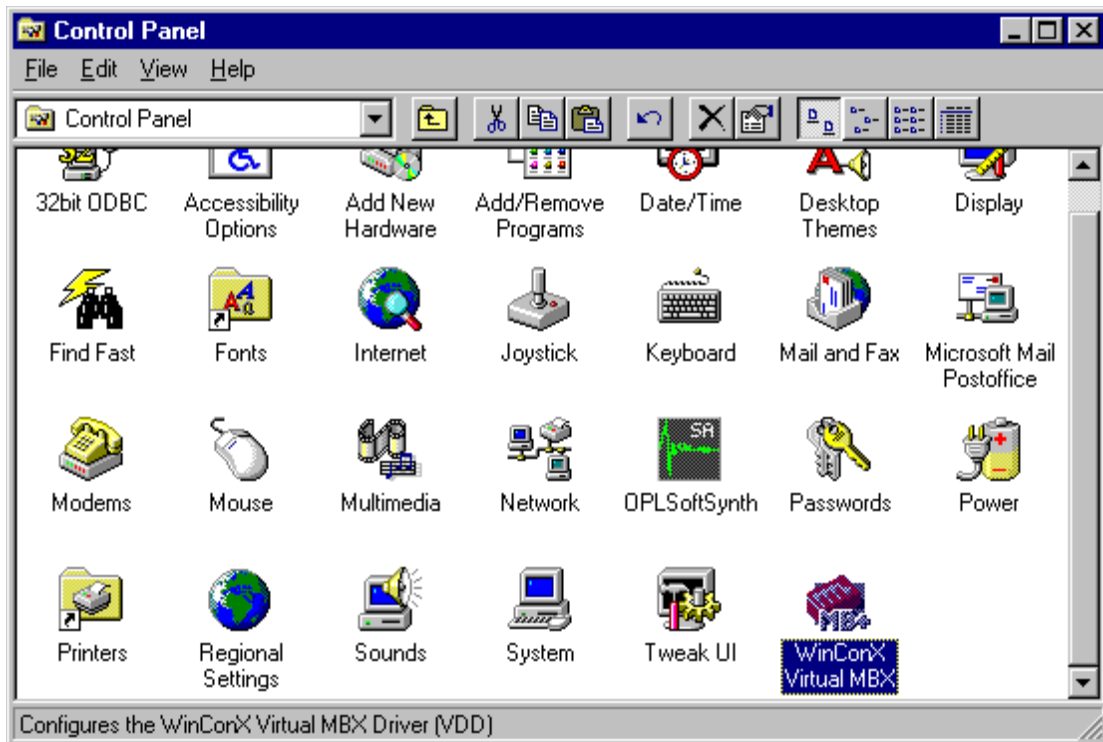 Control Panel
File Edit View Help
Control Panel
32bit ODBC
Accessibility
Options
Add New
Hardware
Add/Remove
Programs
Date/Time
Desktop
Themes
Display
Find Fast
Fonts
Internet
Joystick
Keyboard
Mail and Fax
Microsoft Mail
Postoffice
Modems
Mouse
Multimedia
Network
SA
OPLSoftSynth
Passwords
Power
Printers
Regional
Settings
Sounds
System
Tweak UI
MB+
WinConX
Virtual MBX
Configures the WinConX Virtual MBX Driver (VDD)